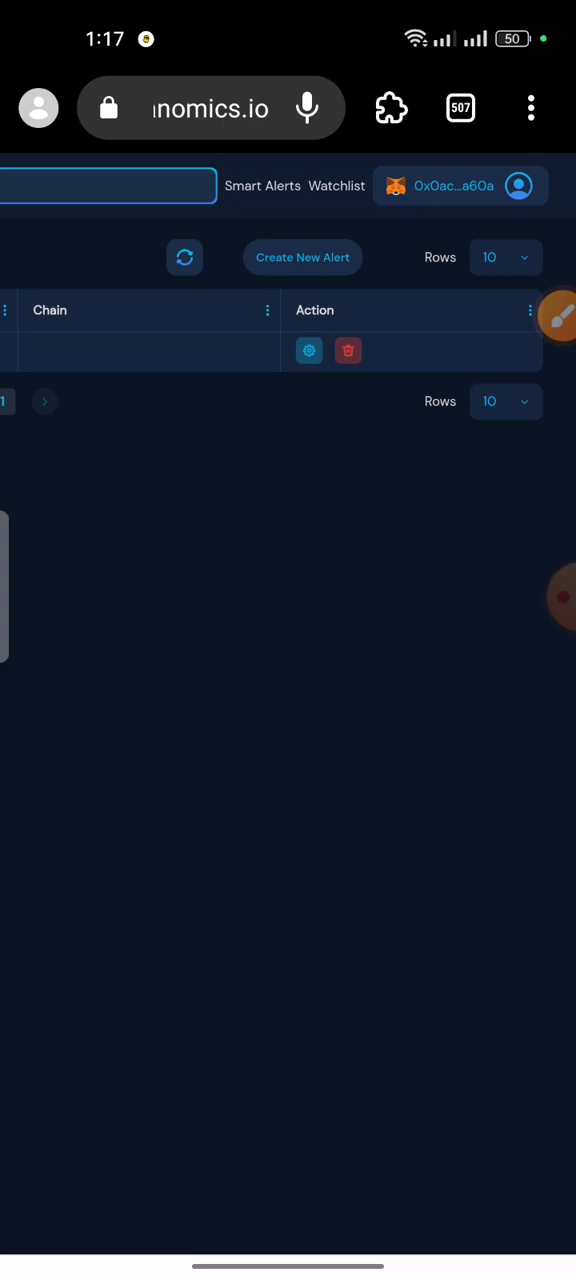 1:17
50
ınomics.io
507
Smart Alerts Watchlist 0x0ac...a60a
Create New Alert Rows 10
Chain Action
1 Rows 10